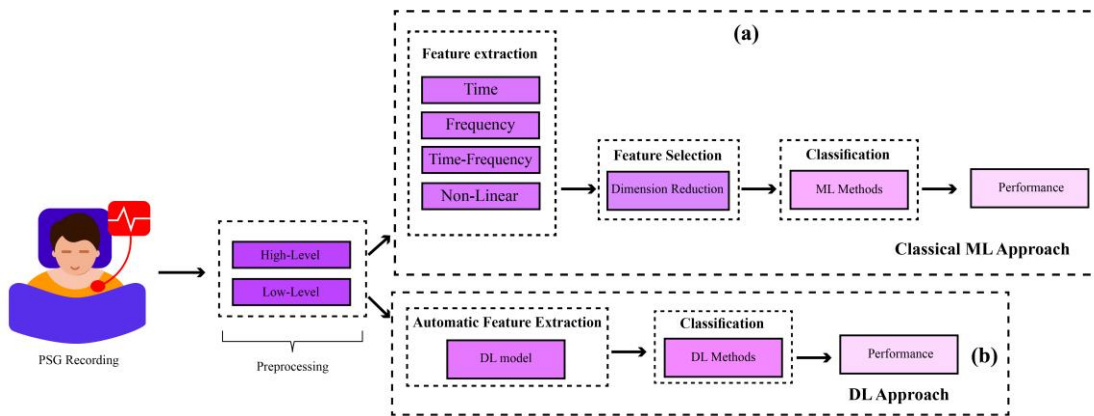 PSG Recording
High-Level
Low-Level
Preprocessing
(a)
Feature extraction
Time
Frequency
Time-Frequency
Non-Linear
Feature Selection
Dimension Reduction
Classification
ML Methods
Performance
Classical ML Approach
Automatic Feature Extraction
DL model
Classification
DL Methods
Performance
(b)
DL Approach